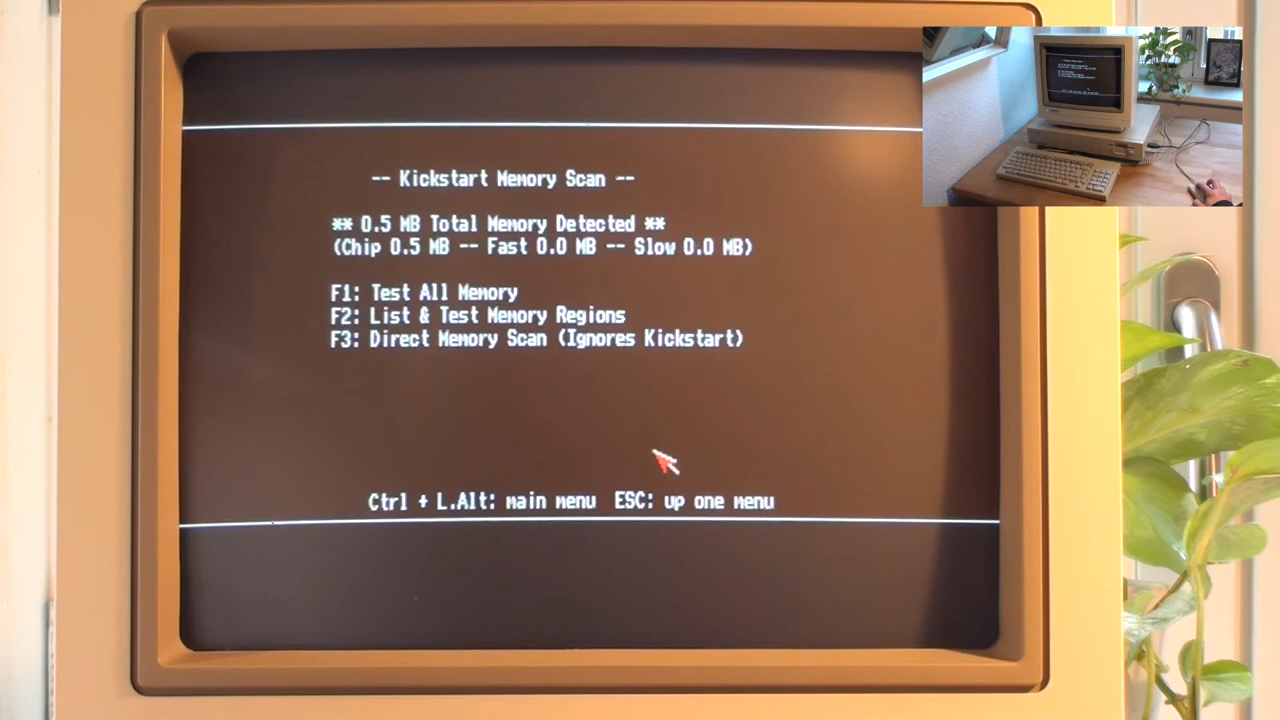 -- Kickstart Memory Scan --
** 0.5 MB Total Memory Detected **
(Chip 0.5 MB -- Fast 0.0 MB -- Slow 0.0 MB)
F1: Test All Memory
F2: List & Test Memory Regions
F3: Direct Memory Scan (Ignores Kickstart)
Ctrl + L.Alt: main menu ESC: up one menu